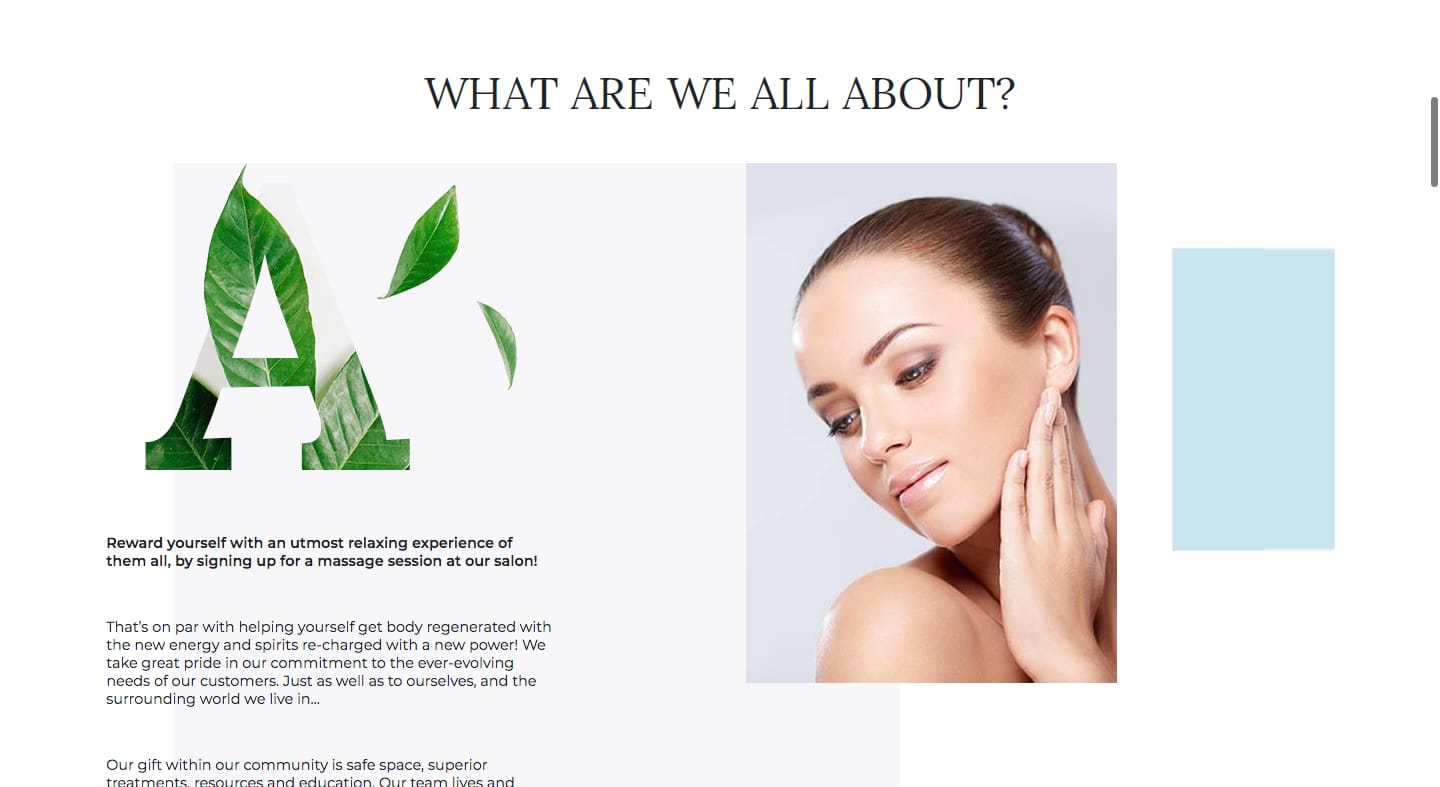 WHAT ARE WE ALL ABOUT?
A
Reward yourself with an utmost relaxing experience of
them all, by signing up for a massage session at our salon!
That’s on par with helping yourself get body regenerated with
the new energy and spirits re-charged with a new power! We
take great pride in our commitment to the ever-evolving
needs of our customers. Just as well as to ourselves, and the
surrounding world we live in...
Our gift within our community is safe space, superior
treatments, resources and education. Our team lives and